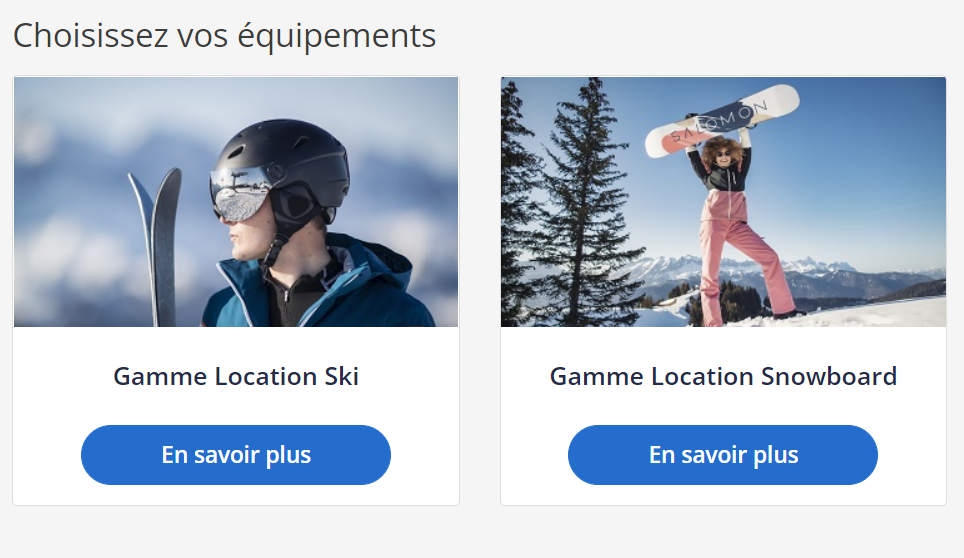 Choisissez vos équipements
SALOMON
Gamme Location Ski
Gamme Location Snowboard
En savoir plus
En savoir plus